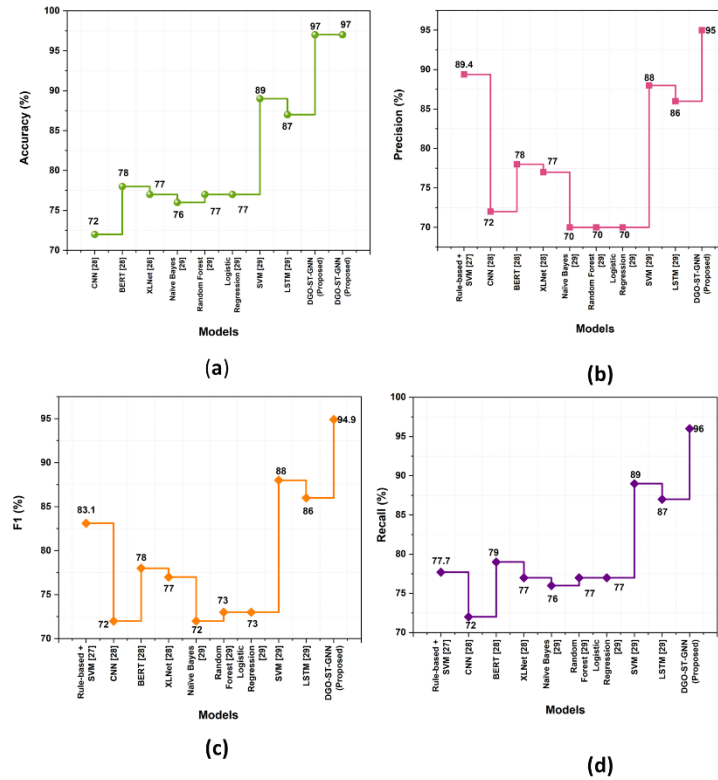 (a)
Accuracy (%)
100
95
90
85
80
75
70
72
78
77
76
77
77
89
87
97
97
CNN [28]
BERT [28]
XLNet [28]
Naïve Bayes
[29]
Random Forest
[29]
Logistic
Regression [29]
SVM [29]
LSTM [29]
DGO-ST-GNN
(Proposed)
DGO-ST-GNN
(Proposed)
Models
(a)
Precision (%)
95
90
85
80
75
70
89.4
72
78
77
70
70
70
88
86
95
Rule-based +
SVM [27]
CNN [28]
BERT [28]
XLNet [28]
Naïve Bayes
[29]
Random Forest
[29]
Logistic
Regression [29]
SVM [29]
LSTM [29]
DGO-ST-GNN
(Proposed)
Models
(b)
F1 (%)
95
90
85
80
75
70
83.1
72
78
77
72
73
73
88
86
94.9
Rule-based +
SVM [27]
CNN [28]
BERT [28]
XLNet [28]
Naïve Bayes
[29]
Random
Forest [29]
Logistic
Regression
[29]
SVM [29]
LSTM [29]
DGO-ST-GNN
(Proposed)
Models
(c)
Recall (%)
100
95
90
85
80
75
70
77.7
72
79
77
76
77
77
89
87
96
Rule-based +
SVM [27]
CNN [28]
BERT [28]
XLNet [28]
Naïve Bayes
[29]
Random
Forest [29]
Logistic
Regression [29]
SVM [29]
LSTM [29]
DGO-ST-GNN
(Proposed)
Models
(d)